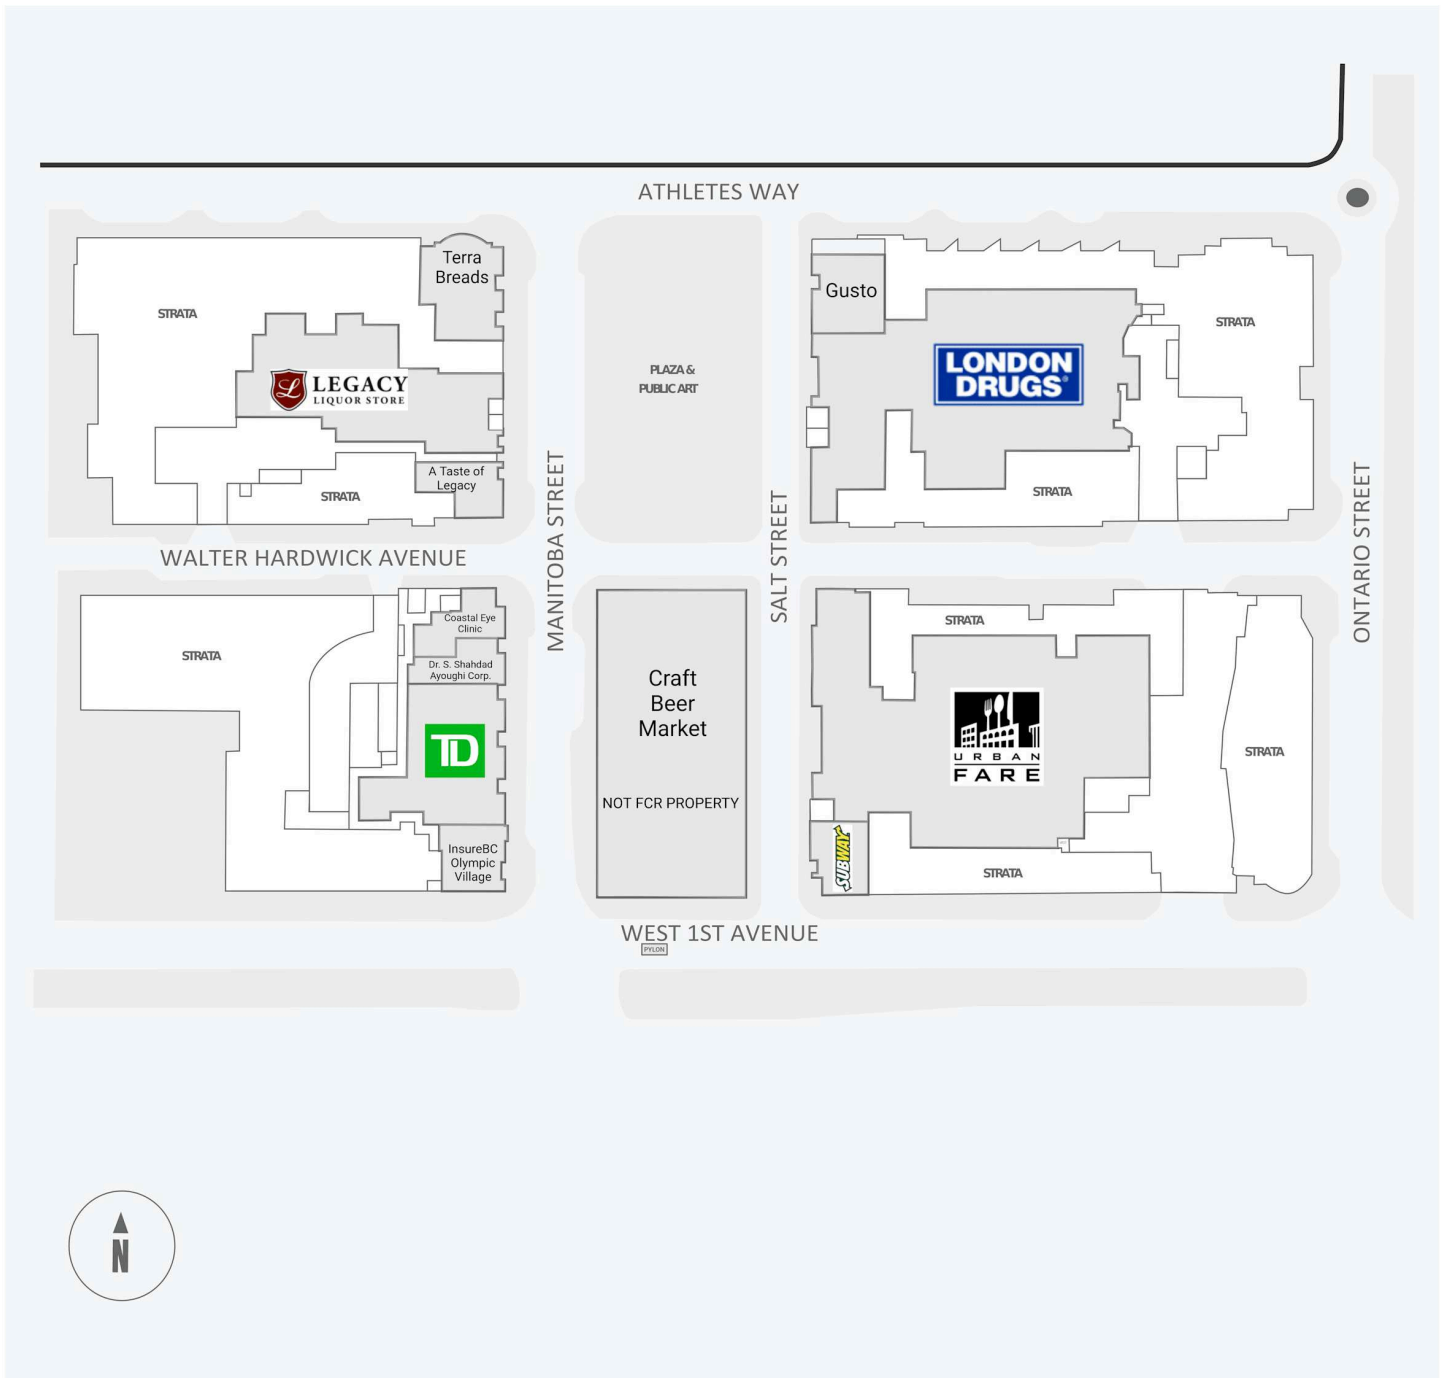 ATHLETES WAY
Terra
Breads
STRATA
LEGACY
LIQUOR STORE
A Taste of
Legacy
STRATA
PLAZA &
PUBLIC ART
Gusto
LONDON
DRUGS
STRATA
STRATA
MANITOBA STREET
SALT STREET
ONTARIO STREET
WALTER HARDWICK AVENUE
STRATA
Coastal Eye
Clinic
Dr. S. Shahdad
Ayoughi Corp.
TD
InsureBC
Olympic
Village
Craft
Beer
Market
NOT FCR PROPERTY
STRATA
URBAN
FARE
SUBWAY
STRATA
STRATA
WEST 1ST AVENUE
PYLON
N